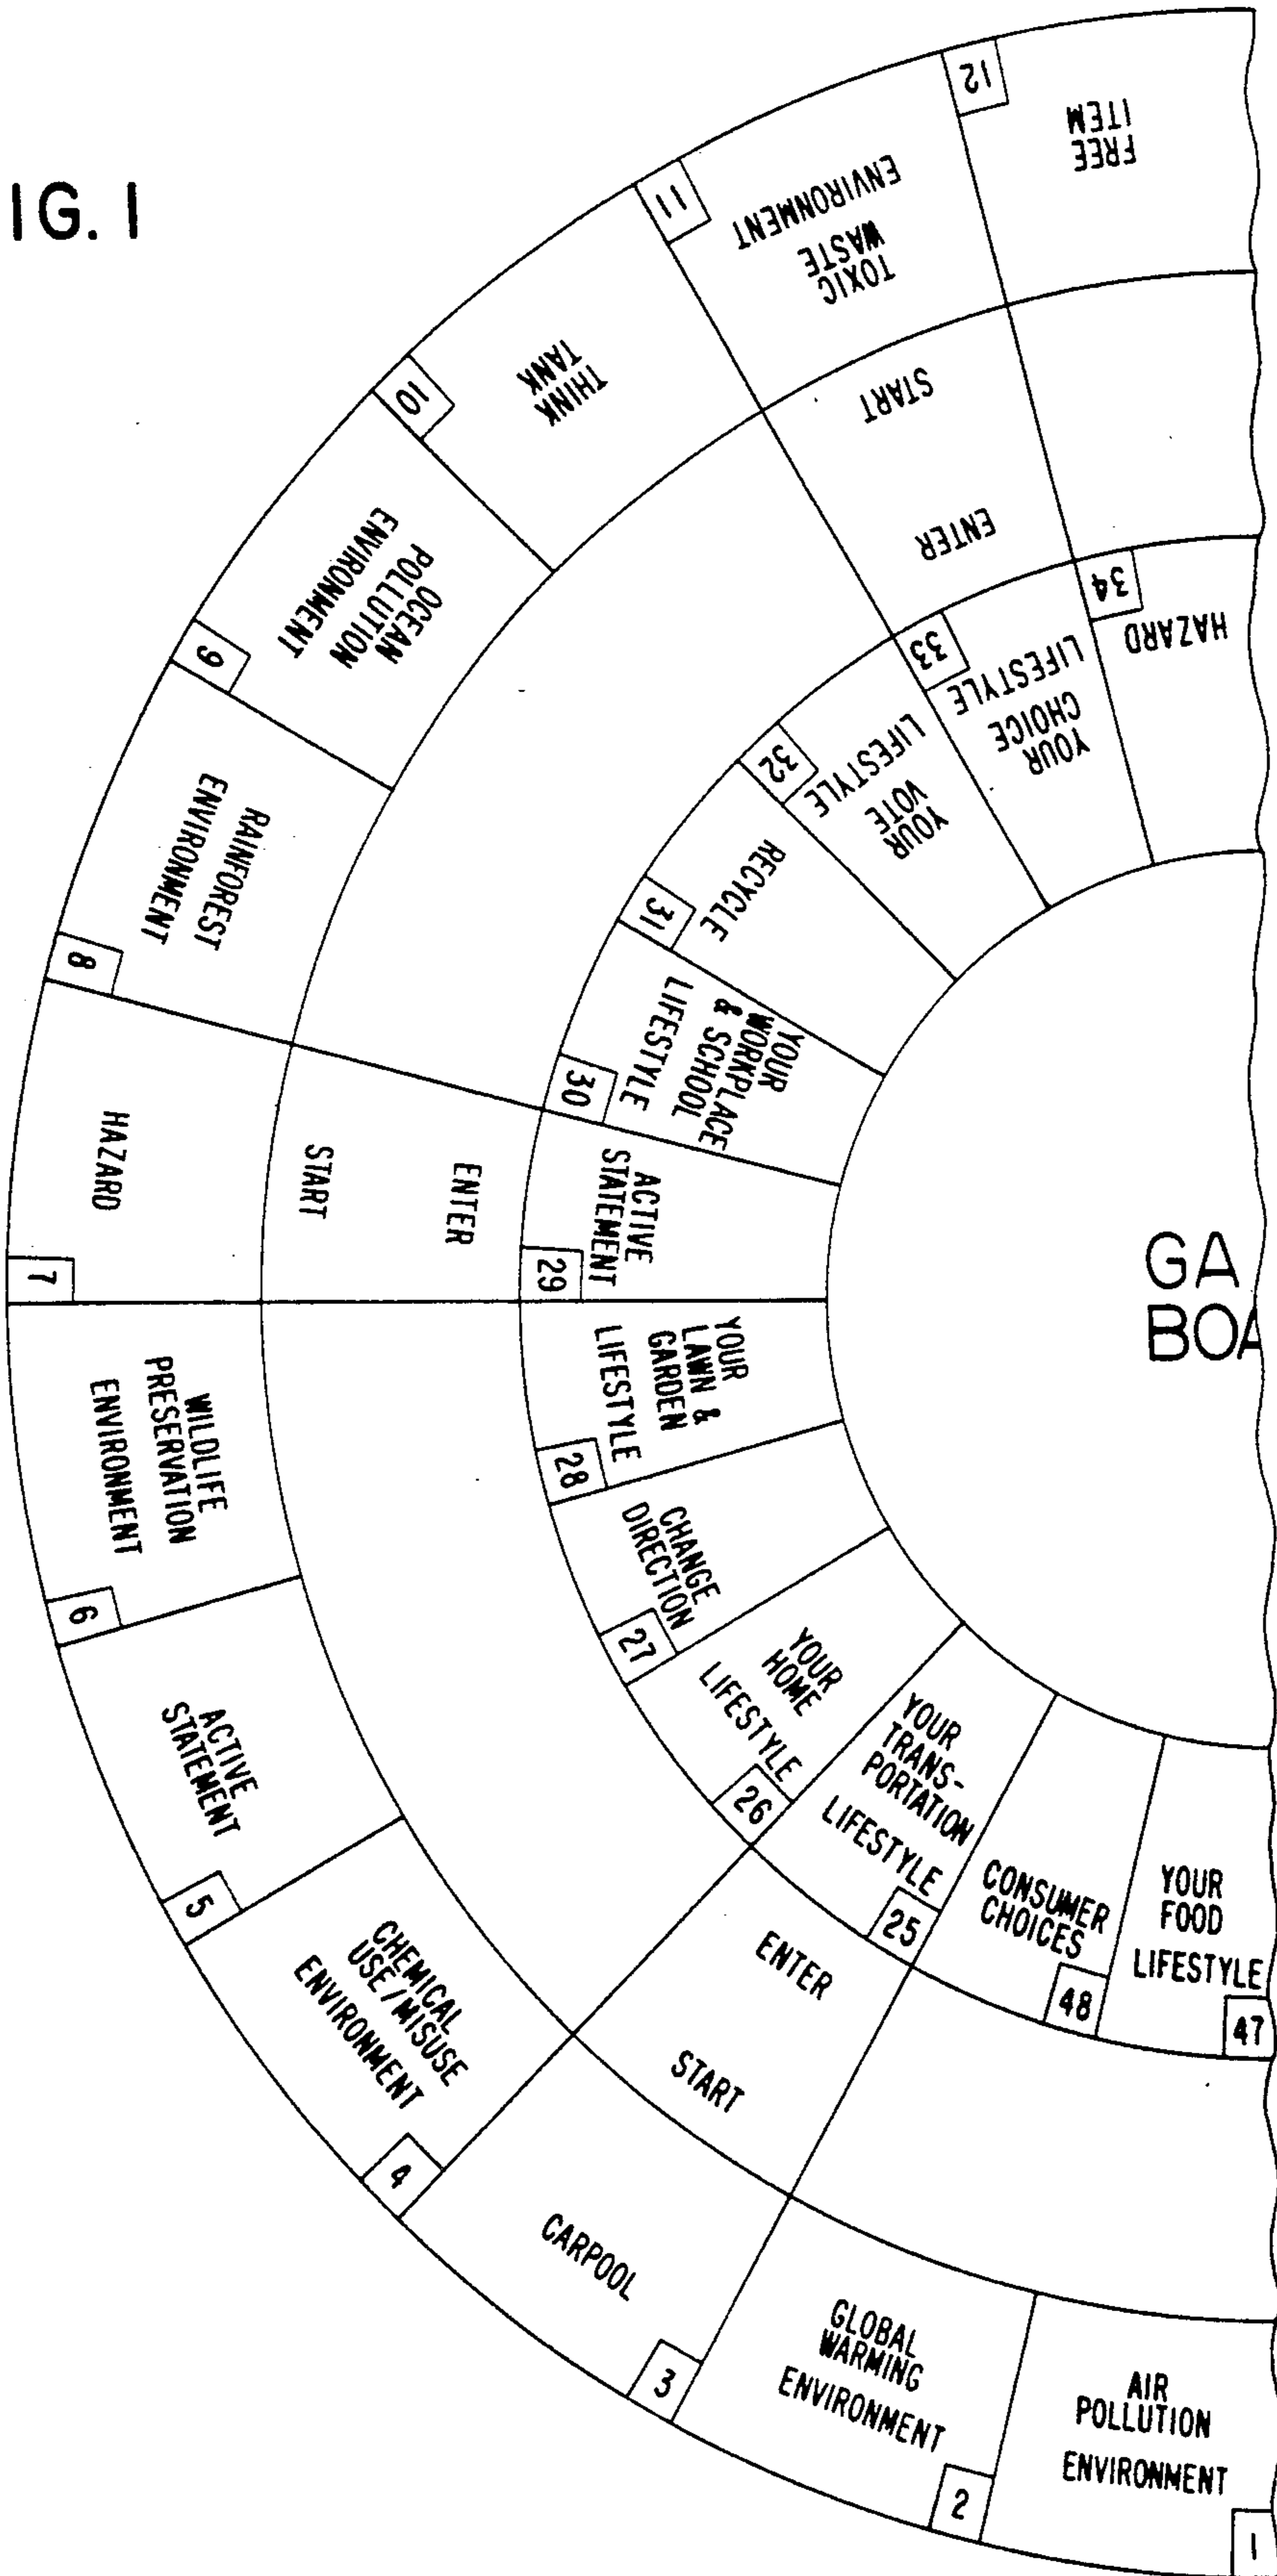 IG. 1
AIR
POLLUTION
ENVIRONMENT
1
GLOBAL
WARMING
ENVIRONMENT
2
CARPOOL
3
CHEMICAL
USE/MISUSE
ENVIRONMENT
4
ACTIVE
STATEMENT
5
WILDLIFE
PRESERVATION
ENVIRONMENT
6
HAZARD
7
RAINFOREST
ENVIRONMENT
8
OCEAN
POLLUTION
ENVIRONMENT
9
THINK
TANK
10
TOXIC
WASTE
ENVIRONMENT
11
FREE
ITEM
12
ENTER
START
ENTER
START
ENTER
START
YOUR
TRANS-
PORTATION
LIFESTYLE
25
YOUR
HOME
LIFESTYLE
26
CHANGE
DIRECTION
27
YOUR
LAWN &
GARDEN
LIFESTYLE
28
ACTIVE
STATEMENT
29
YOUR
WORKPLACE
& SCHOOL
LIFESTYLE
30
RECYCLE
31
YOUR
VOTE
LIFESTYLE
32
YOUR
CHOICE
LIFESTYLE
33
HAZARD
34
YOUR
FOOD
LIFESTYLE
47
CONSUMER
CHOICES
48
GA
BOA